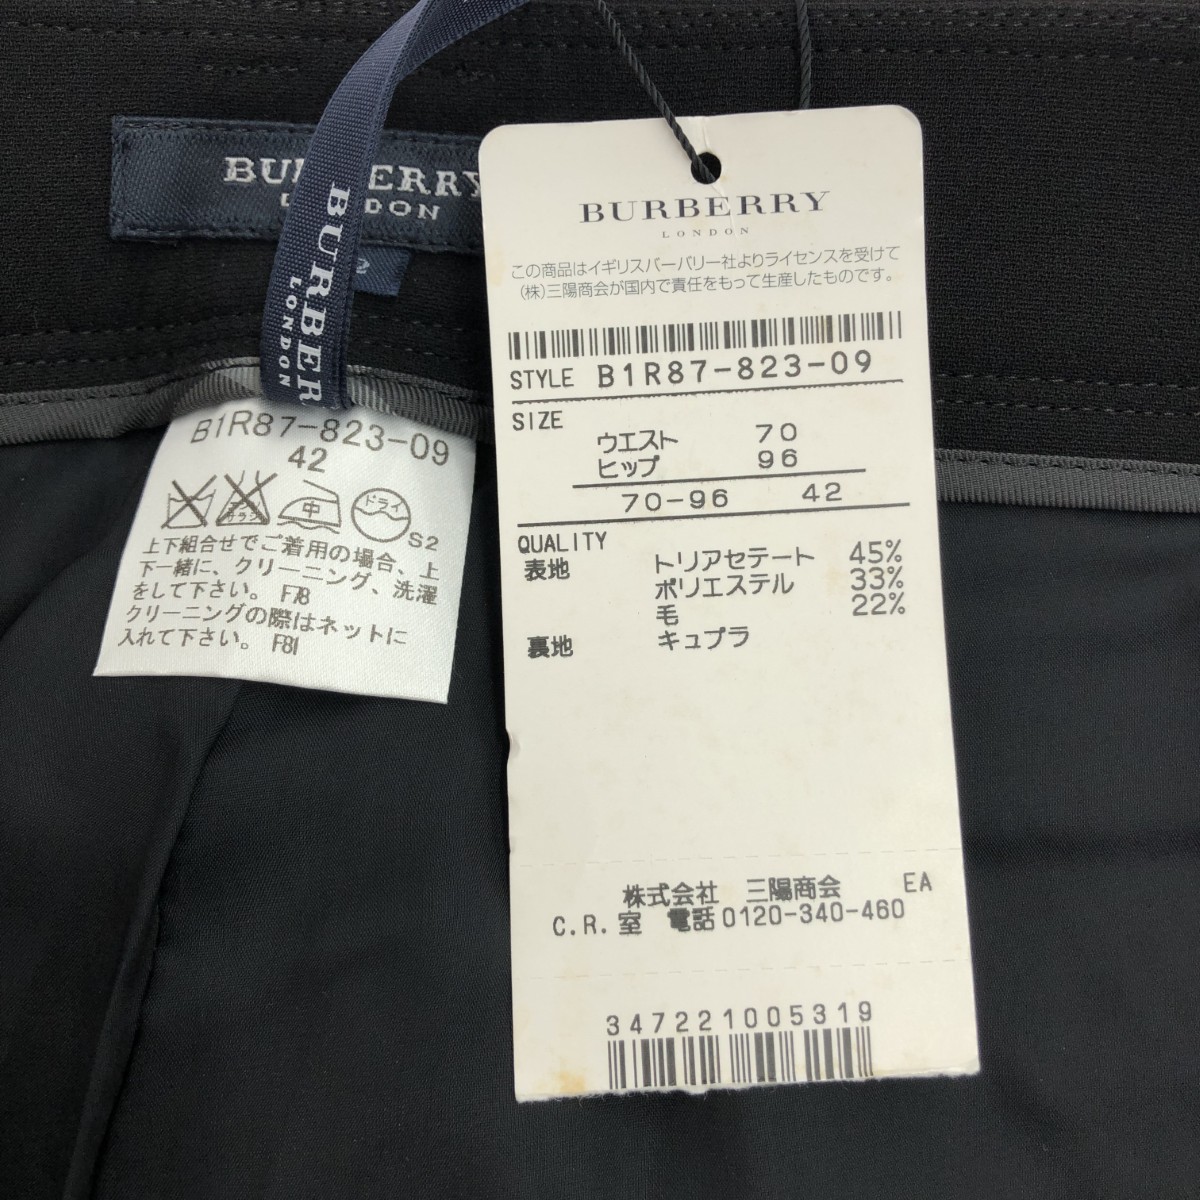 BURBERRY
LONDON
BURBERRY
LONDON
B1R87-823-09
42
中
ドライ
S2
上下組合せでご着用の場合、上
下一緒に、クリーニング、洗濯
をして下さい。 F78
クリーニングの際はネットに
入れて下さい。 F81
BURBERRY
LONDON
この商品はイギリスバーバリー社よりライセンスを受けて
(株)三陽商会が国内で責任をもって生産したものです。
STYLE B1R87-823-09
SIZE
ウエスト 70
ヒップ 96
70-96 42
QUALITY
表地 トリアセテート 45%
ポリエステル 33%
毛 22%
裏地 キュプラ
株式会社 三陽商会 EA
C.R.室 電話0120-340-460
347221005319